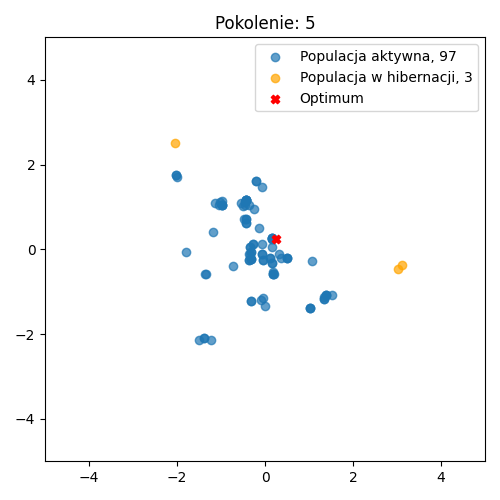 Pokolenie: 5
Populacja aktywna, 97
Populacja w hibernacji, 3
Optimum
4
2
0
−2
−4
−4 −2 0 2 4